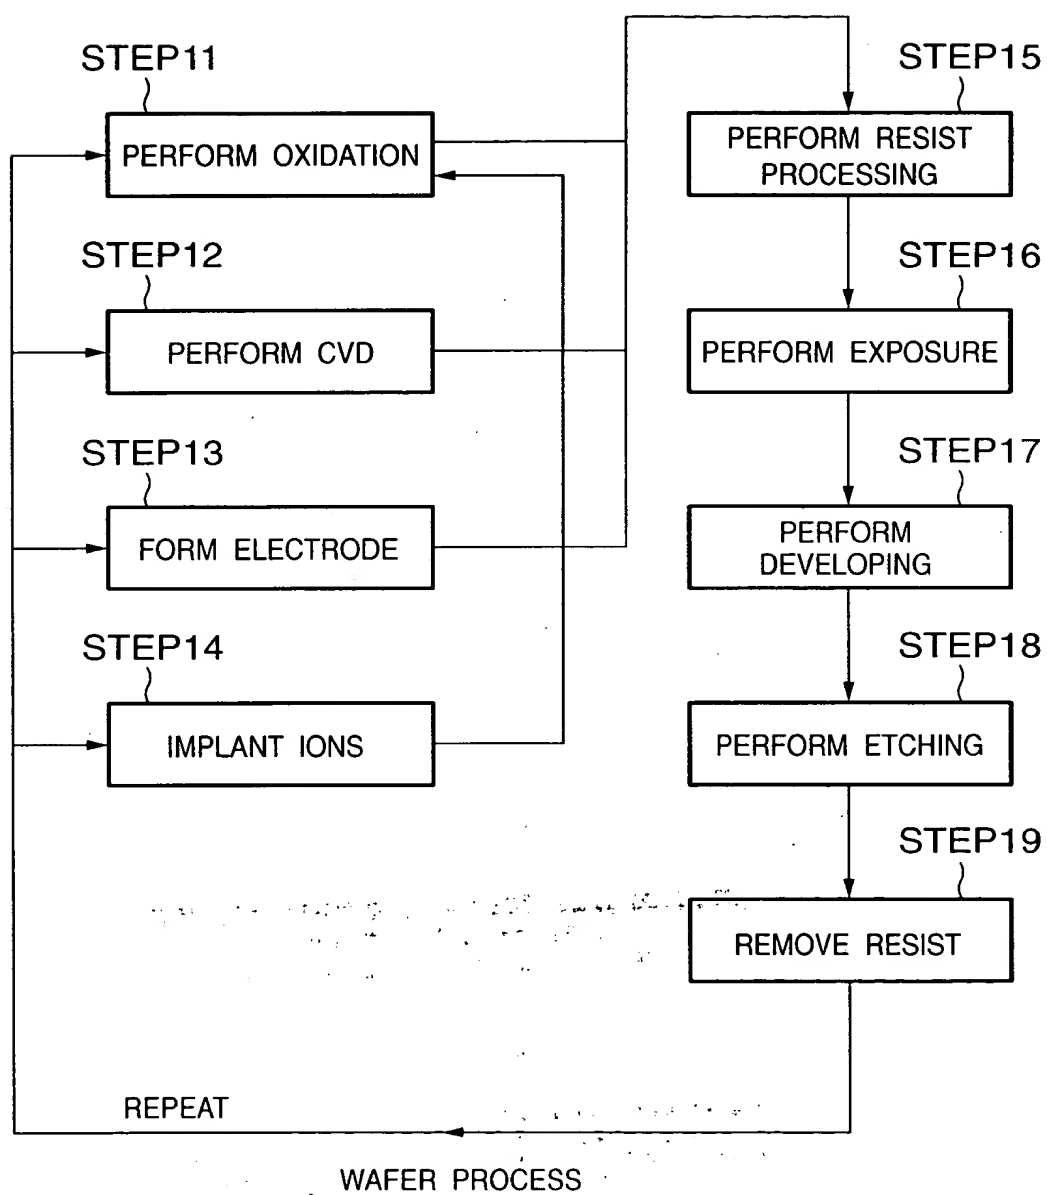 STEP11
PERFORM OXIDATION
STEP12
PERFORM CVD
STEP13
FORM ELECTRODE
STEP14
IMPLANT IONS
STEP15
PERFORM RESIST
PROCESSING
STEP16
PERFORM EXPOSURE
STEP17
PERFORM
DEVELOPING
STEP18
PERFORM ETCHING
STEP19
REMOVE RESIST
REPEAT
WAFER PROCESS